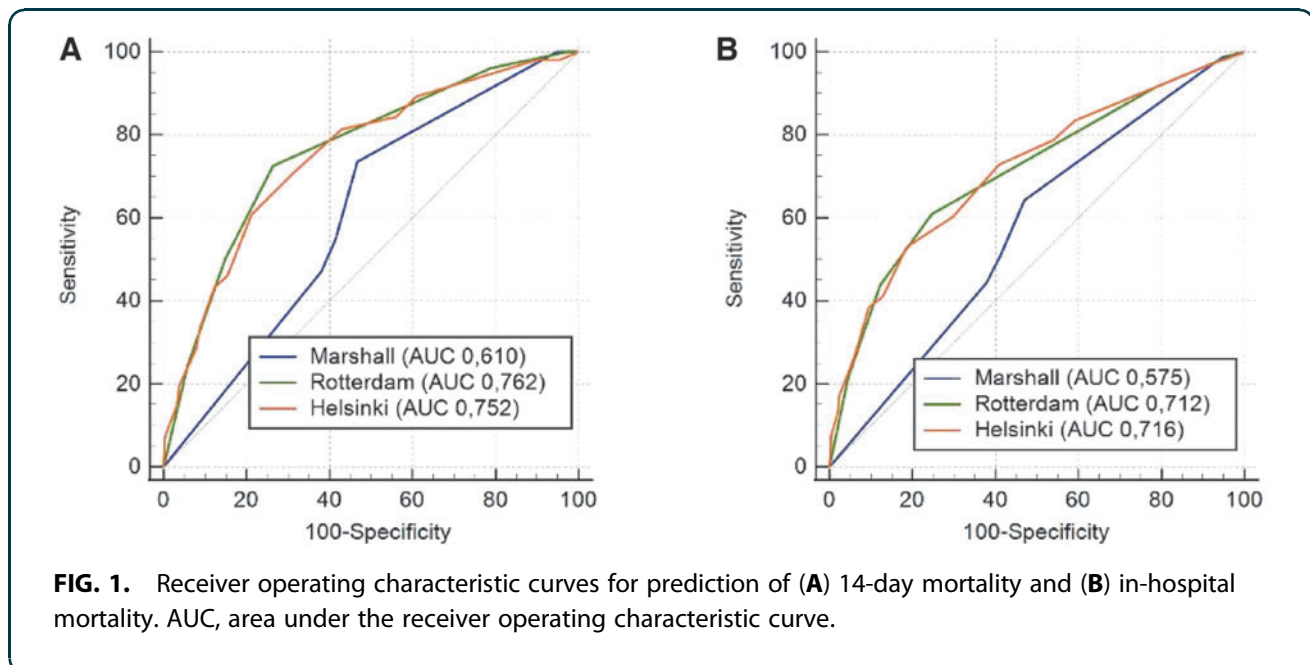 A
100
80
60
40
20
0
Sensitivity
Marshall (AUC 0,610)
Rotterdam (AUC 0,762)
Helsinki (AUC 0,752)
0 20 40 60 80 100
100-Specificity
B
100
80
60
40
20
0
Sensitivity
Marshall (AUC 0,575)
Rotterdam (AUC 0,712)
Helsinki (AUC 0,716)
0 20 40 60 80 100
100-Specificity
FIG. 1. Receiver operating characteristic curves for prediction of (A) 14-day mortality and (B) in-hospital
mortality. AUC, area under the receiver operating characteristic curve.